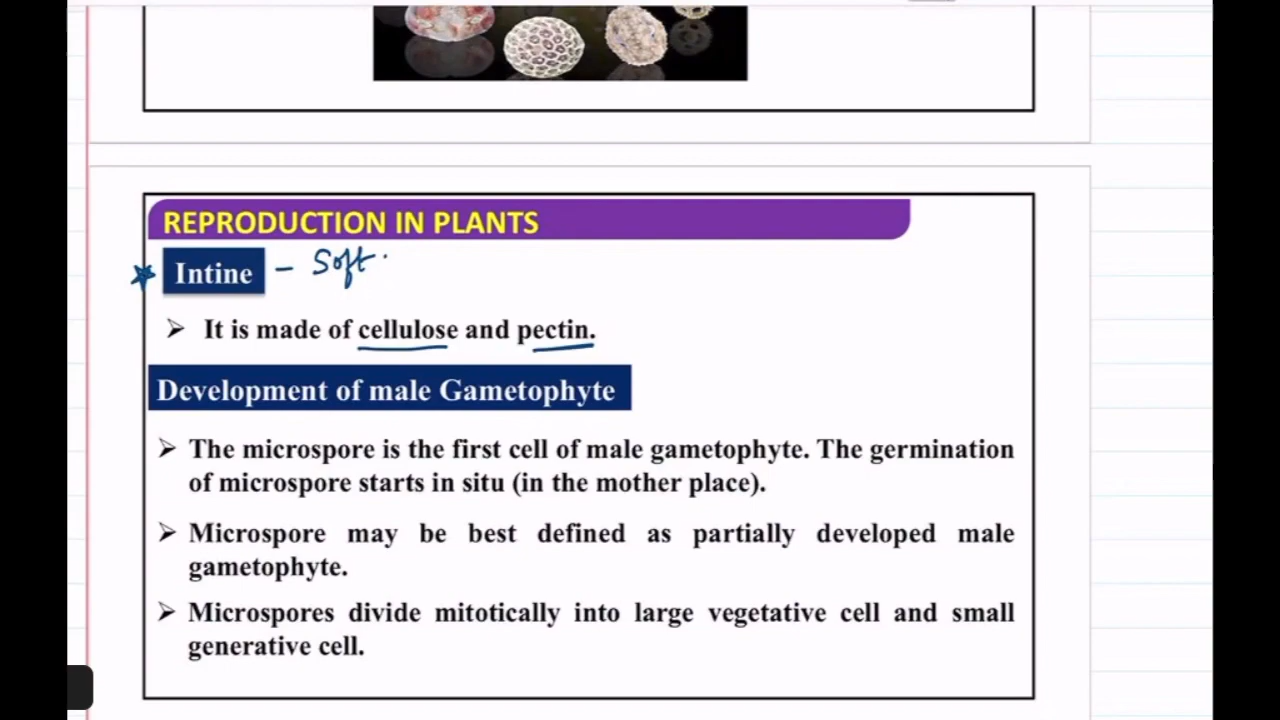 REPRODUCTION IN PLANTS
Intine - Soft.
It is made of cellulose and pectin.
Development of male Gametophyte
The microspore is the first cell of male gametophyte. The germination
of microspore starts in situ (in the mother place).
Microspore may be best defined as partially developed male
gametophyte.
Microspores divide mitotically into large vegetative cell and small
generative cell.